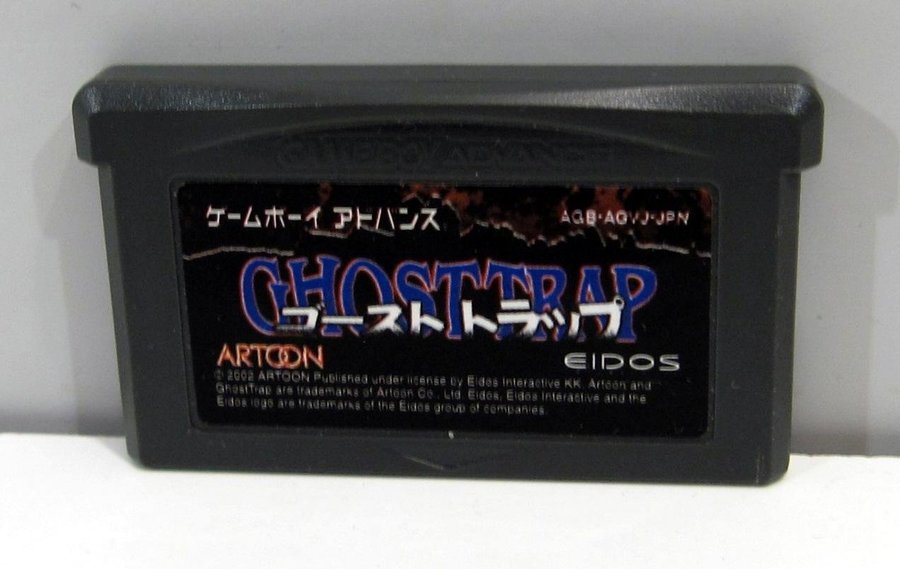 GAME BOY ADVANCE
ゲームボーイ アドバンス
AGB-AGVJ-JPN
GHOST TRAP
ゴースト トラップ
ARTOON
EIDOS
© 2002 ARTOON Published under license by Eidos Interactive KK. Artoon and
GhostTrap are trademarks of Artoon Co., Ltd. Eidos, Eidos Interactive and the
Eidos logo are trademarks of the Eidos group of companies.